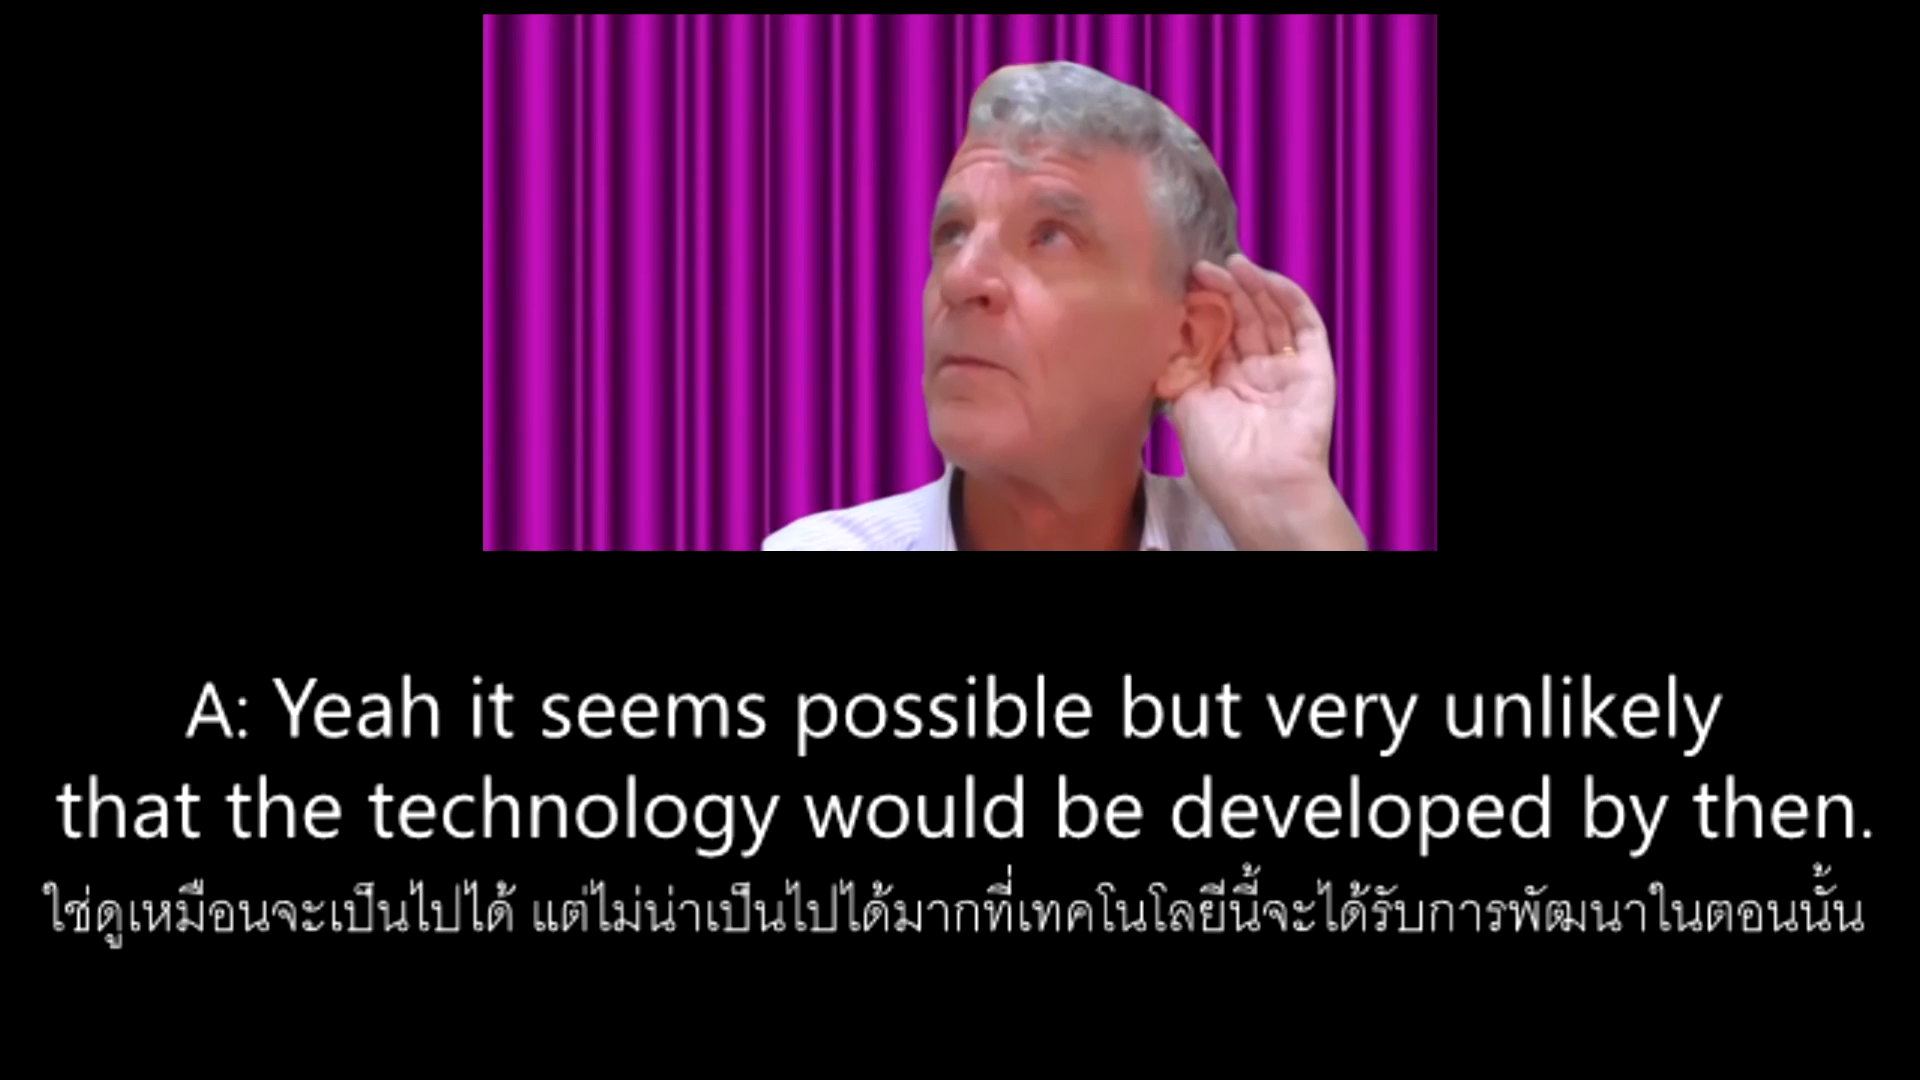 A: Yeah it seems possible but very unlikely
that the technology would be developed by then.
ใช่ดูเหมือนจะเป็นไปได้ แต่ไม่น่าเป็นไปได้มากที่เทคโนโลยีนี้จะได้รับการพัฒนาในตอนนั้น